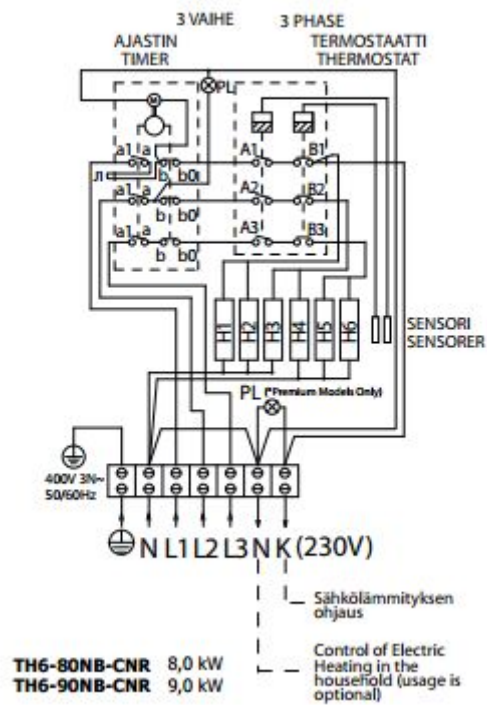 3 VAIHE 3 PHASE
AJASTIN TERMOSTAATTI
TIMER THERMOSTAT
M
PL
a1 a A1 B1
b b0
a1 a A2 B2
b b0
a1 a A3 B3
b b0
H1 H2 H3 H4 H5 H6
SENSORI
SENSORER
PL (*Premium Models Only)
400V 3N~
50/60Hz
N L1 L2 L3 N K (230V)
Sähkölämmityksen
ohjaus
Control of Electric
Heating in the
household (usage is
optional)
TH6-80NB-CNR 8,0 kW
TH6-90NB-CNR 9,0 kW